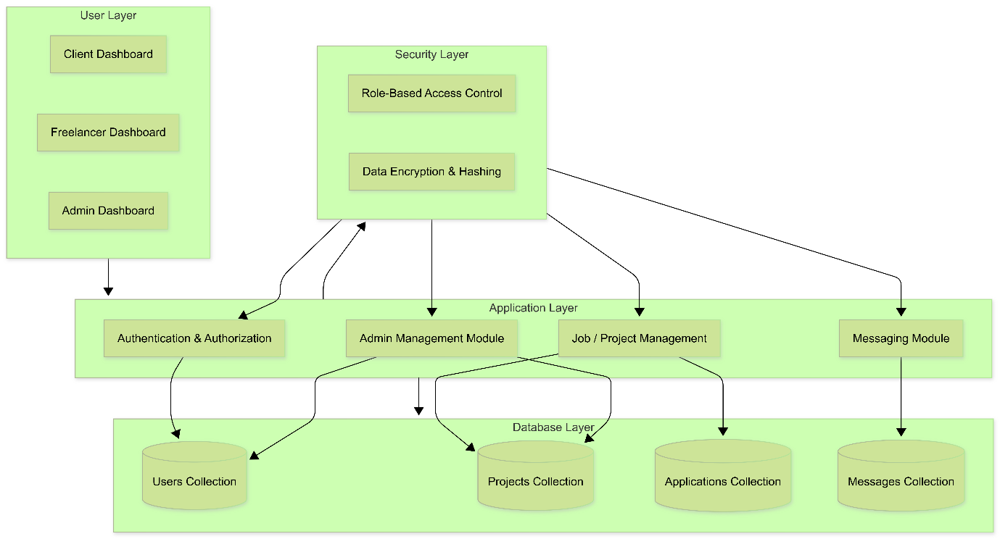 User Layer
Client Dashboard
Freelancer Dashboard
Admin Dashboard
Security Layer
Role-Based Access Control
Data Encryption & Hashing
Application Layer
Authentication & Authorization
Admin Management Module
Job / Project Management
Messaging Module
Database Layer
Users Collection
Projects Collection
Applications Collection
Messages Collection